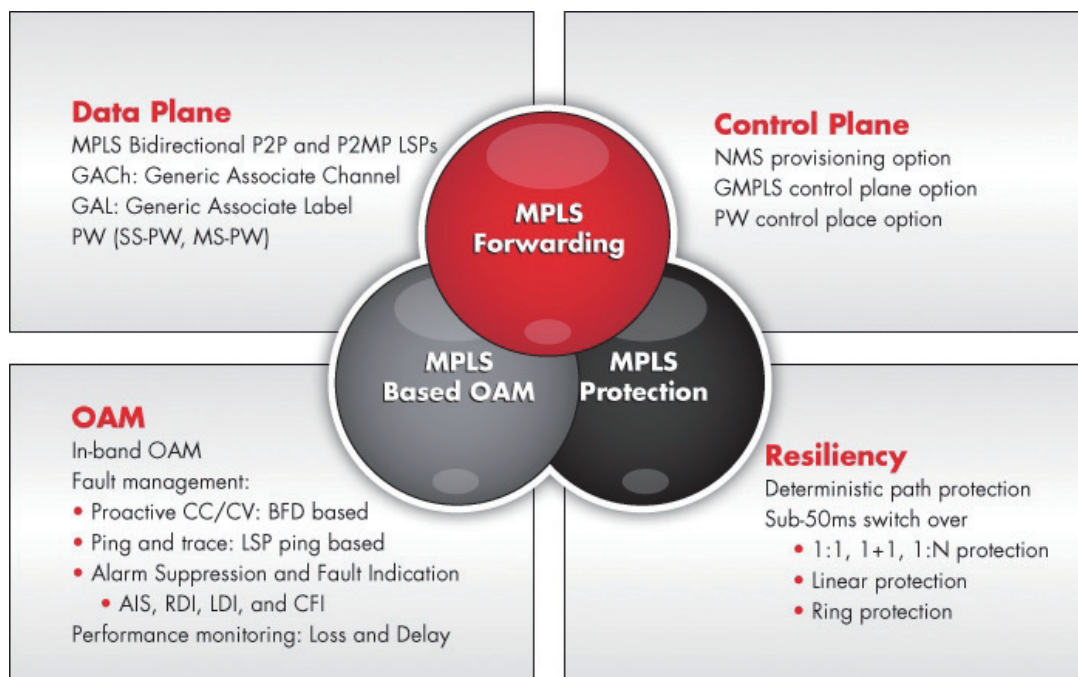 Data Plane
MPLS Bidirectional P2P and P2MP LSPs
GACh: Generic Associate Channel
GAL: Generic Associate Label
PW (SS-PW, MS-PW)
Control Plane
NMS provisioning option
GMPLS control plane option
PW control place option
MPLS
Forwarding
MPLS
Based OAM
MPLS
Protection
OAM
In-band OAM
Fault management:
• Proactive CC/CV: BFD based
• Ping and trace: LSP ping based
• Alarm Suppression and Fault Indication
• AIS, RDI, LDI, and CFI
Performance monitoring: Loss and Delay
Resiliency
Deterministic path protection
Sub-50ms switch over
• 1:1, 1+1, 1:N protection
• Linear protection
• Ring protection